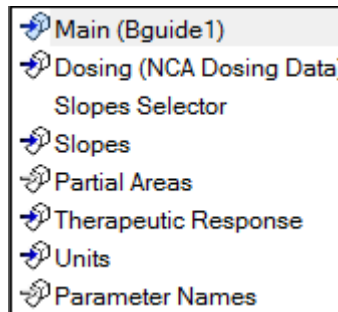 Main (Bguide1)
Dosing (NCA Dosing Data)
Slopes Selector
Slopes
Partial Areas
Therapeutic Response
Units
Parameter Names